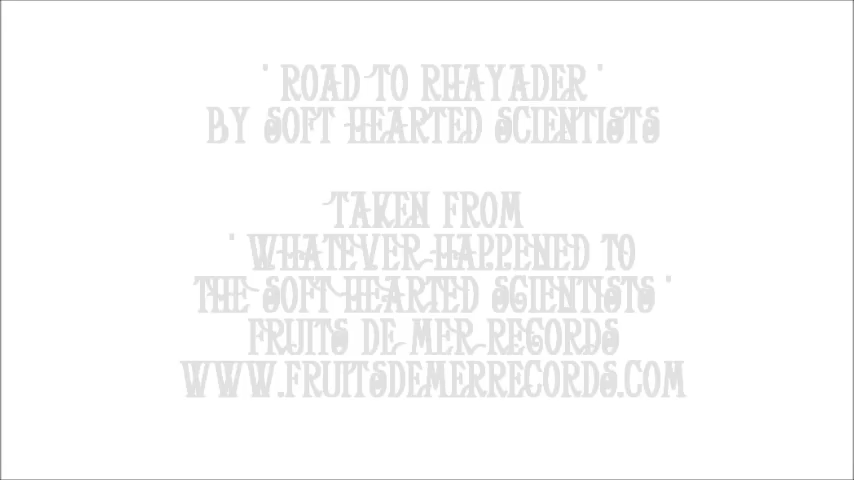 ' ROAD TO RHAYADER '
BY SOFT HEARTED SCIENTISTS
TAKEN FROM
' WHATEVER HAPPENED TO
THE SOFT HEARTED SCIENTISTS '
FRUITS DE MER RECORDS
WWW.FRUITSDEMERRECORDS.COM